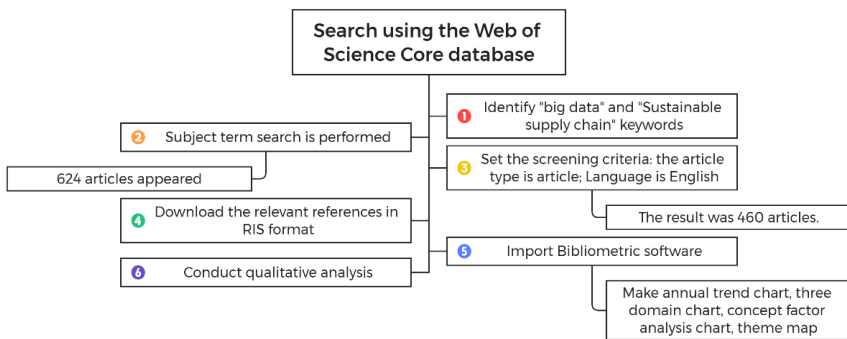 Search using the Web of
Science Core database
1
Identify "big data" and "Sustainable
supply chain" keywords
2
Subject term search is performed
624 articles appeared
3
Set the screening criteria: the article
type is article; Language is English
The result was 460 articles.
4
Download the relevant references in
RIS format
5
Import Bibliometric software
Make annual trend chart, three
domain chart, concept factor
analysis chart, theme map
6
Conduct qualitative analysis